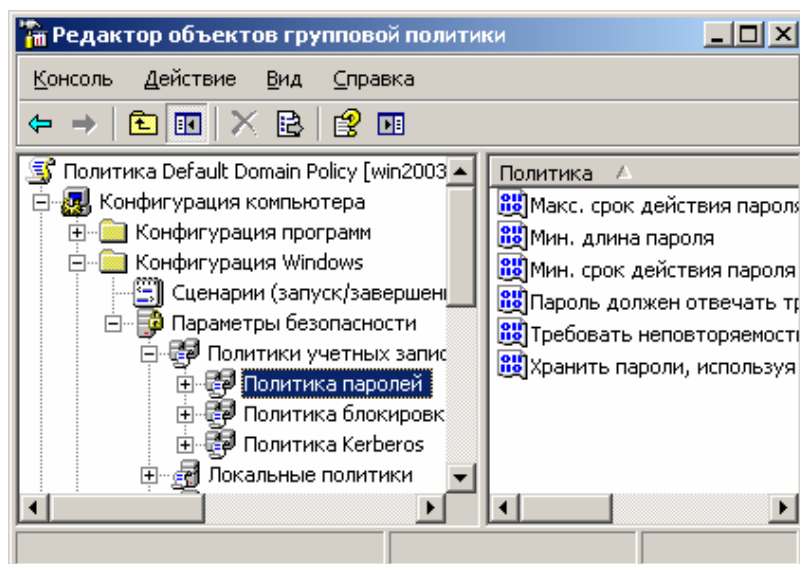 Редактор объектов групповой политики
Консоль Действие Вид Справка
Политика Default Domain Policy [win2003
Конфигурация компьютера
Конфигурация программ
Конфигурация Windows
Сценарии (запуск/завершени
Параметры безопасности
Политики учетных запис
Политика паролей
Политика блокировк
Политика Kerberos
Локальные политики
Политика
Макс. срок действия пароля
Мин. длина пароля
Мин. срок действия пароля
Пароль должен отвечать тр
Требовать неповторяемости
Хранить пароли, используя